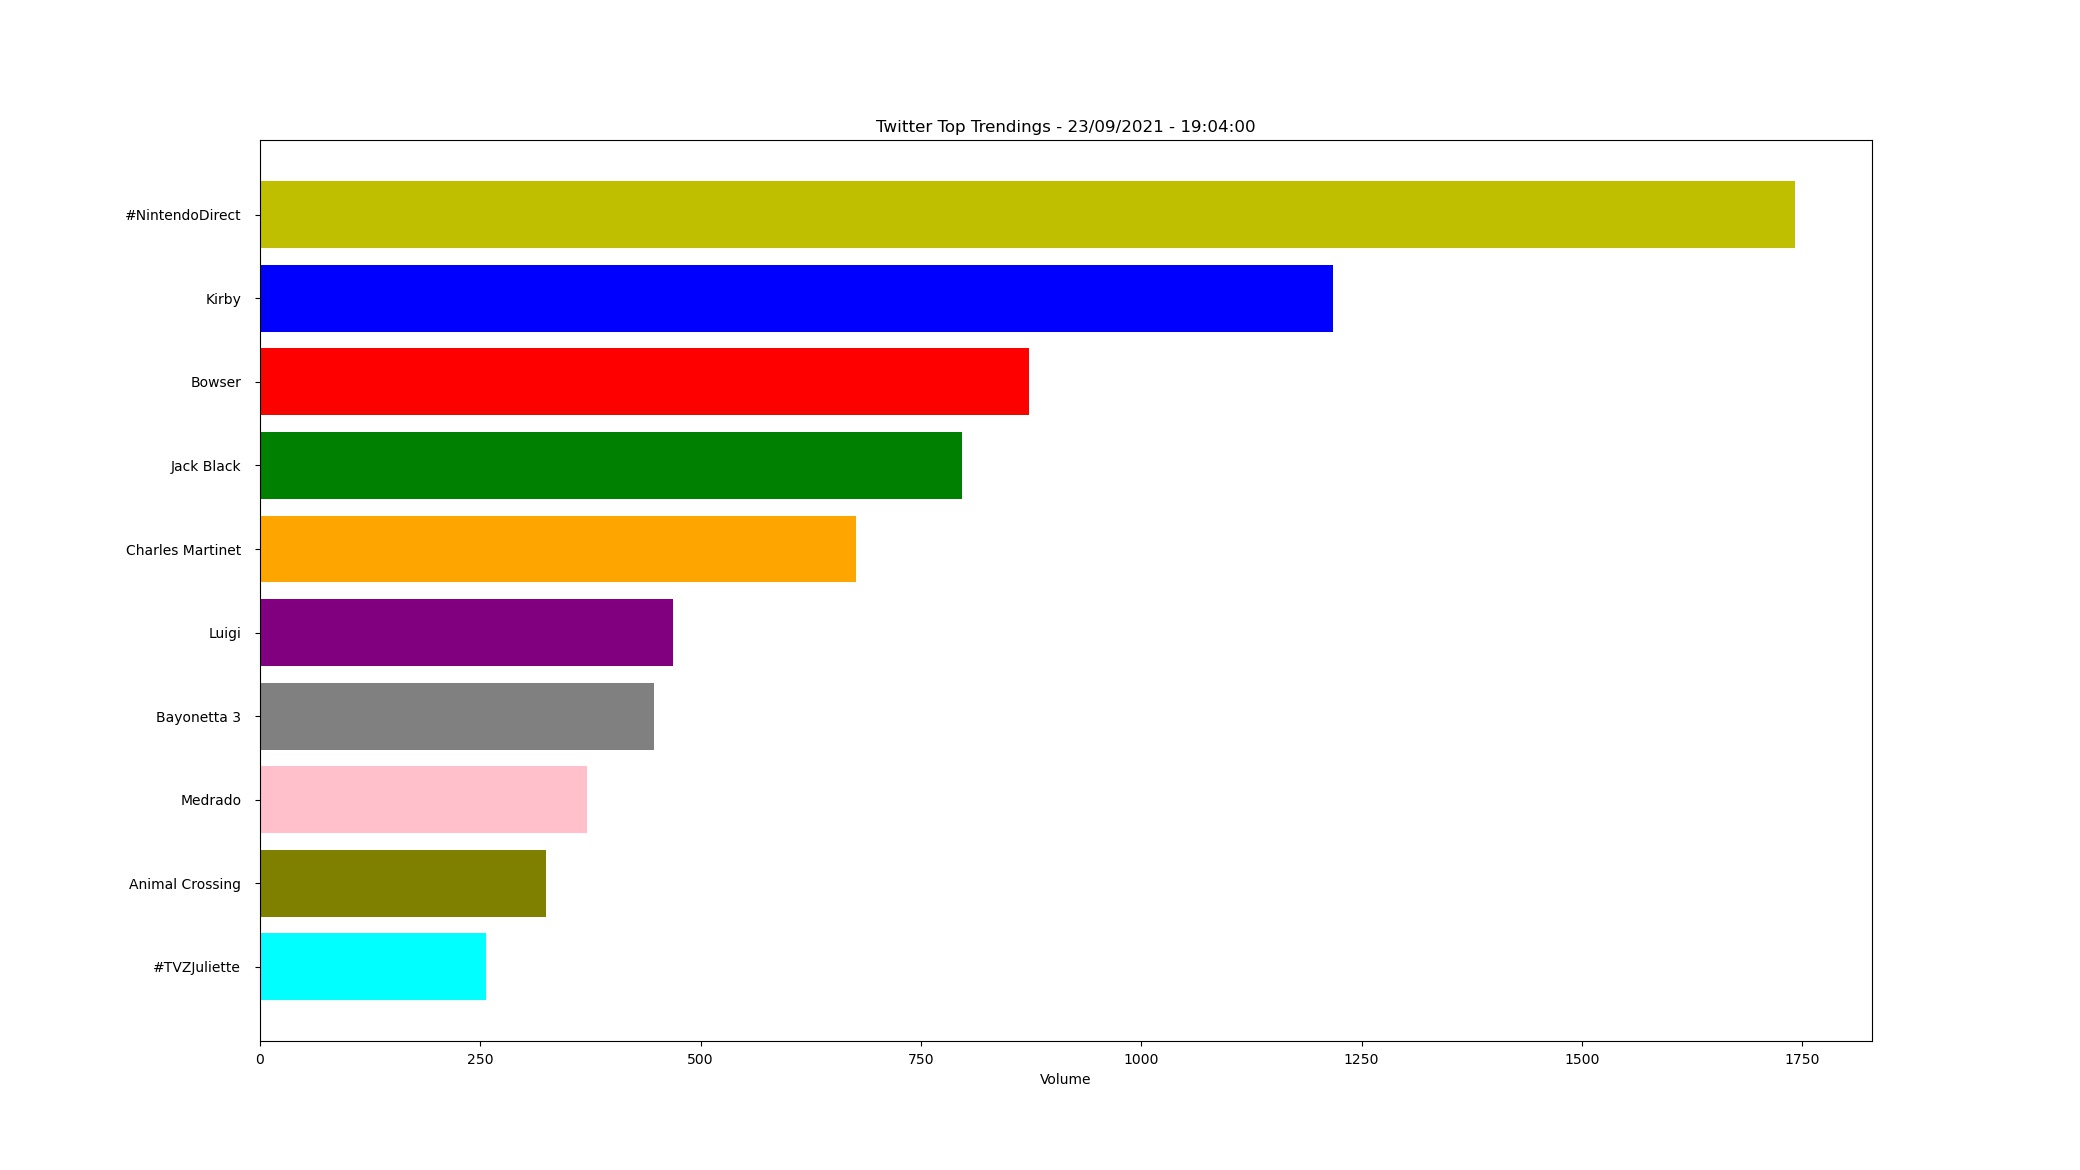 Twitter Top Trendings - 23/09/2021 - 19:04:00
#NintendoDirect
Kirby
Bowser
Jack Black
Charles Martinet
Luigi
Bayonetta 3
Medrado
Animal Crossing
#TVZJuliette
0 250 500 750 1000 1250 1500 1750
Volume